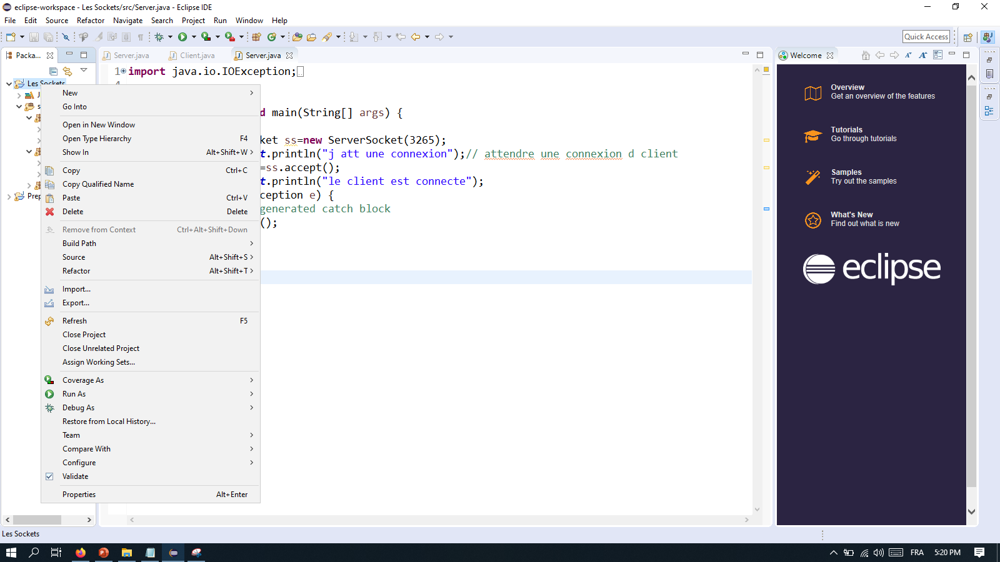 eclipse-workspace - Les Sockets/src/Server.java - Eclipse IDE
File Edit Source Refactor Navigate Search Project Run Window Help
Quick Access
Packa...
Server.java Client.java Server.java
Welcome
1 import java.io.IOException;
4
Les Sockets
J
s
Prep
New
Go Into
Open in New Window
Open Type Hierarchy F4
Show In Alt+Shift+W
Copy Ctrl+C
Copy Qualified Name
Paste Ctrl+V
Delete Delete
Remove from Context Ctrl+Alt+Shift+Down
Build Path
Source Alt+Shift+S
Refactor Alt+Shift+T
Import...
Export...
Refresh F5
Close Project
Close Unrelated Project
Assign Working Sets...
Coverage As
Run As
Debug As
Restore from Local History...
Team
Compare With
Configure
Validate
Properties Alt+Enter
d main(String[] args) {
ket ss=new ServerSocket(3265);
t.println("j att une connexion");// attendre une connexion d client
=ss.accept();
t.println("le client est connecte");
ception e) {
generated catch block
();
Overview
Get an overview of the features
Tutorials
Go through tutorials
Samples
Try out the samples
What's New
Find out what is new
eclipse
Les Sockets
FRA 5:20 PM